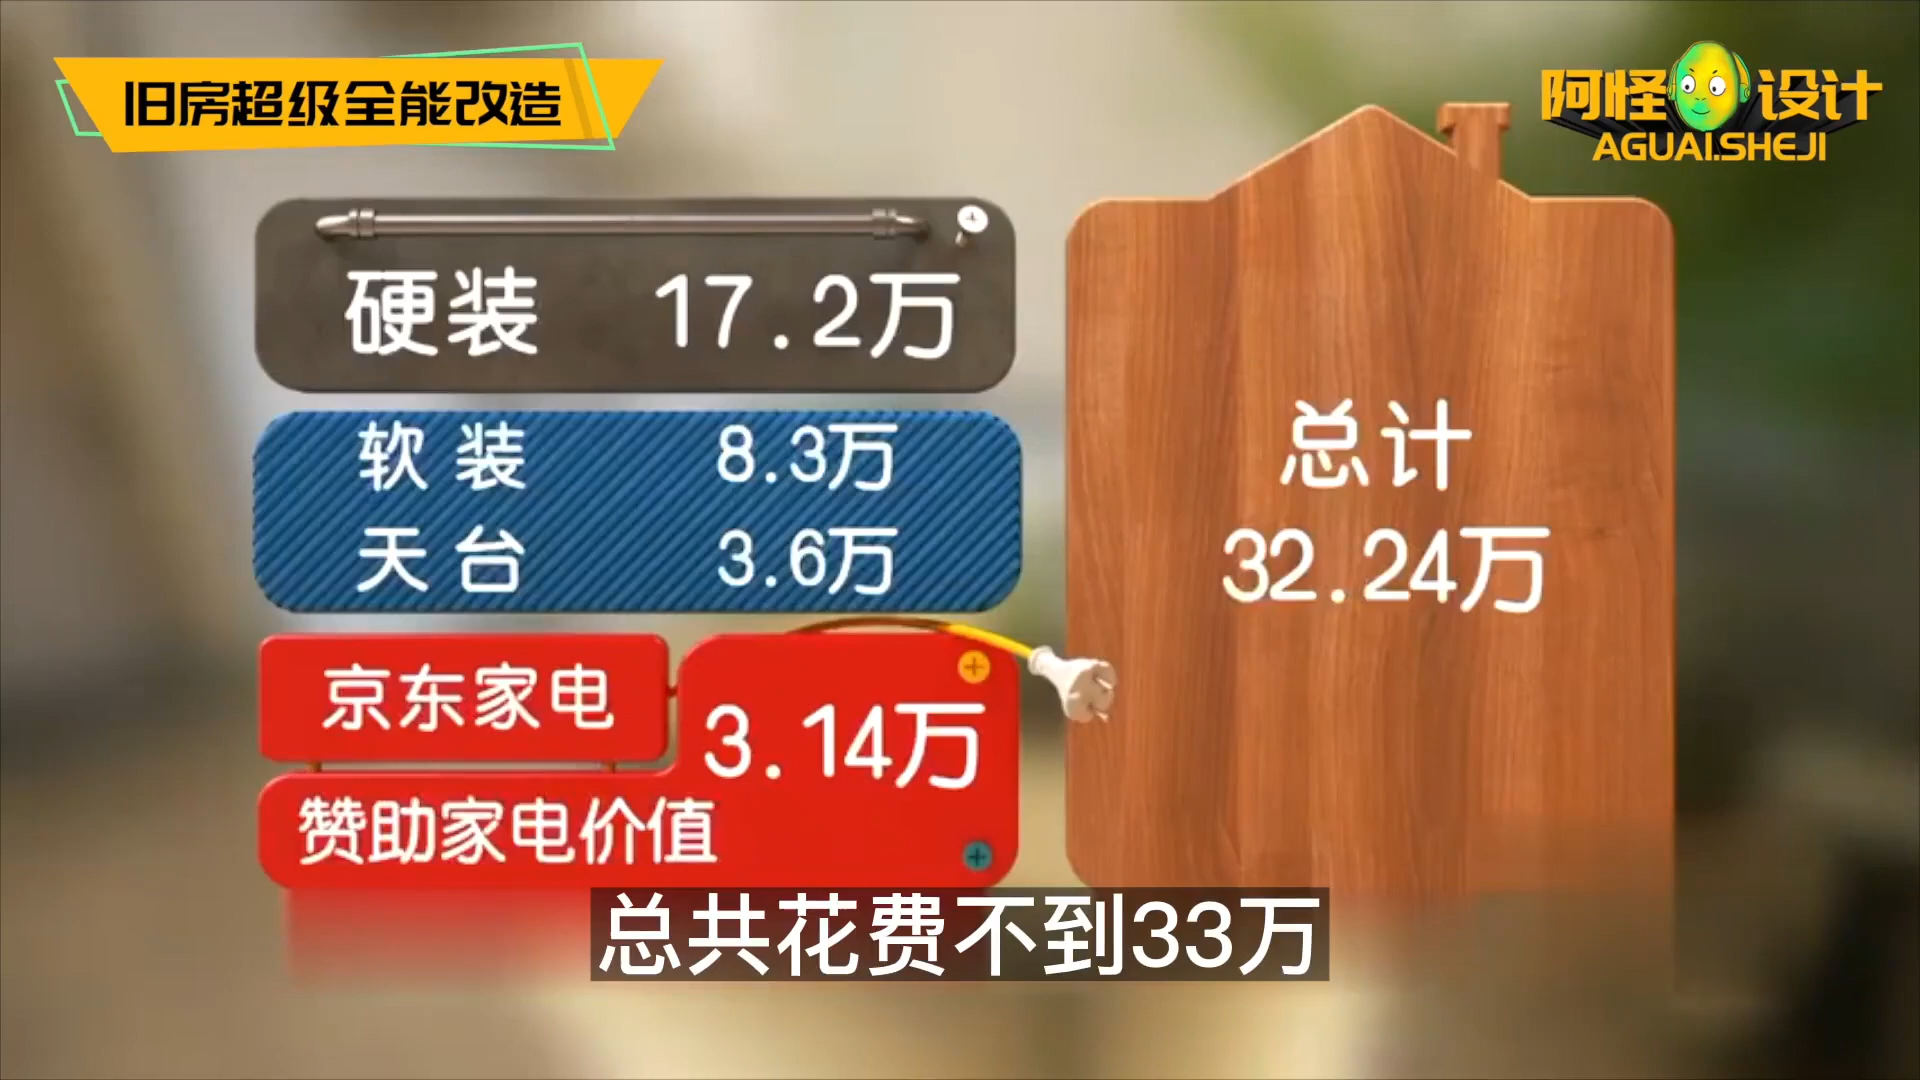 旧房超级全能改造
阿怪设计
AGUAI.SHEJI
硬装 17.2万
软装 8.3万
天台 3.6万
京东家电
3.14万
赞助家电价值
总计
32.24万
总共花费不到33万